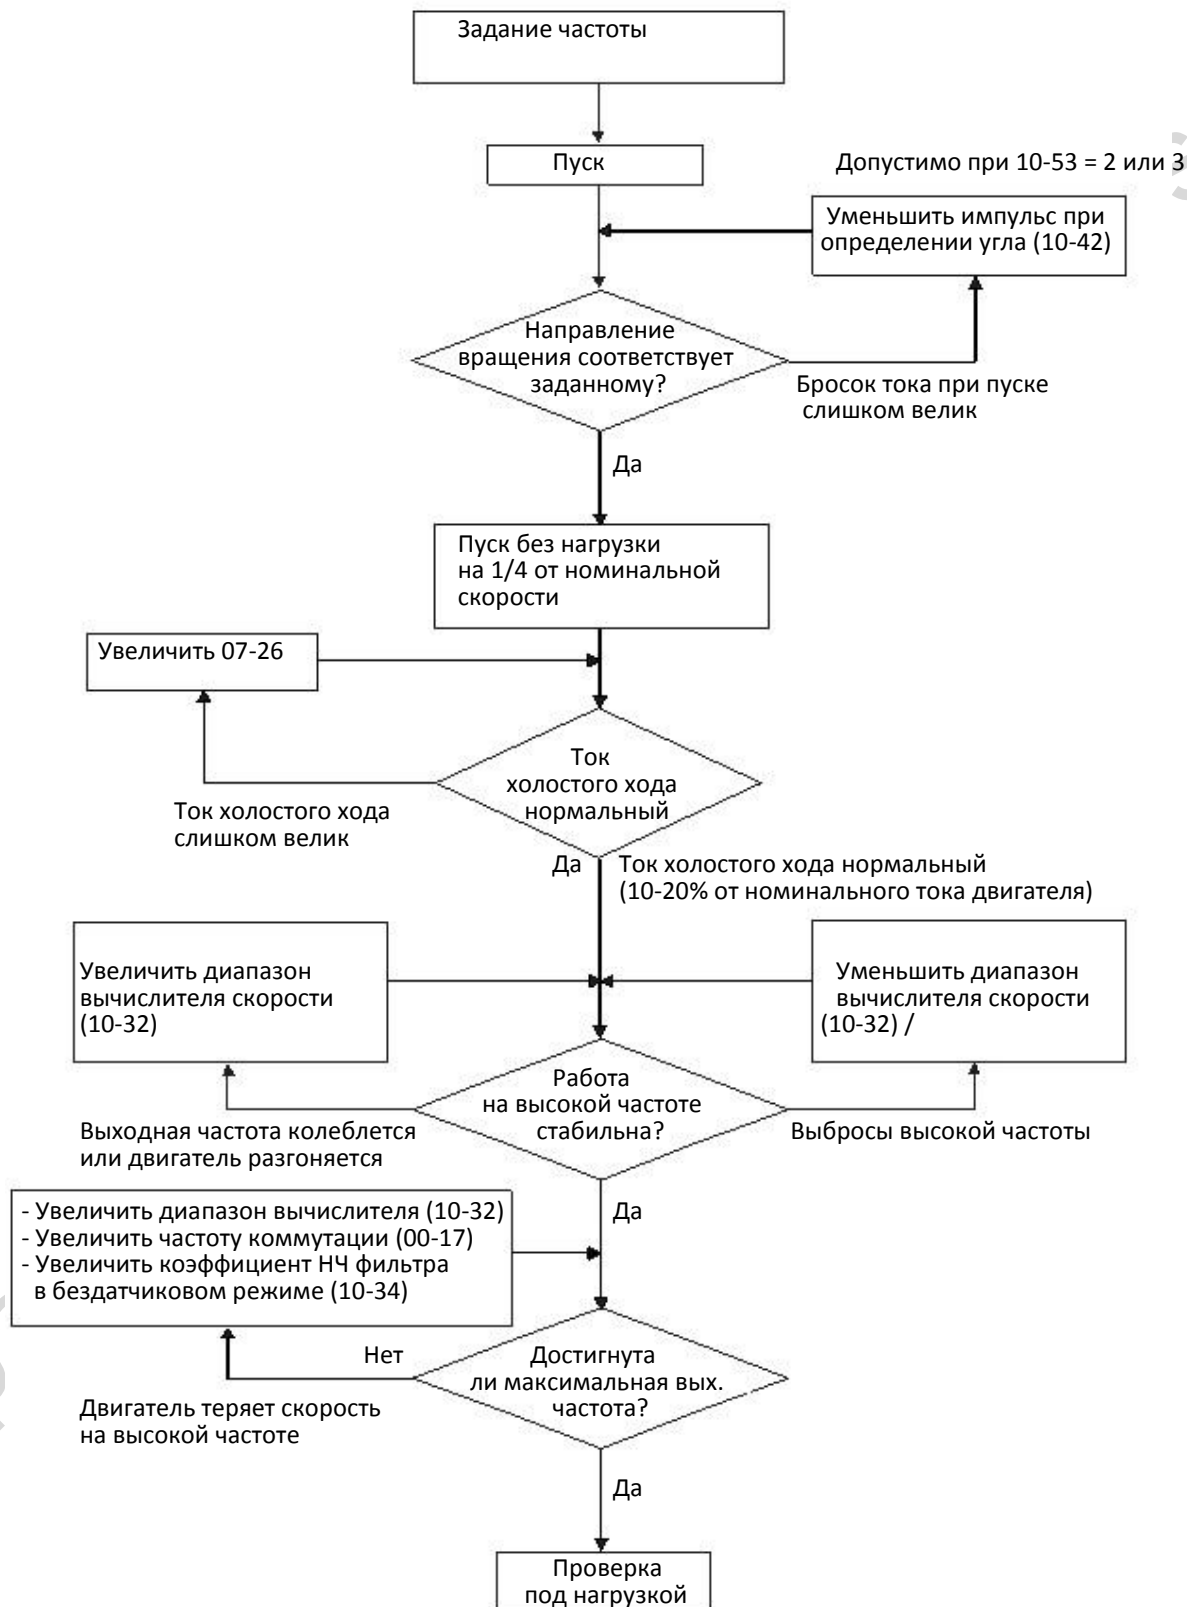 Задание частоты
Пуск
Допустимо при 10-53 = 2 или 3
Уменьшить импульс при
определении угла (10-42)
Направление
вращения соответствует
заданному?
Бросок тока при пуске
слишком велик
Да
Пуск без нагрузки
на 1/4 от номинальной
скорости
Увеличить 07-26
Ток
холостого хода
нормальный
Ток холостого хода
слишком велик
Да
Ток холостого хода нормальный
(10-20% от номинального тока двигателя)
Увеличить диапазон
вычислителя скорости
(10-32)
Уменьшить диапазон
вычислителя скорости
(10-32) /
Работа
на высокой частоте
стабильна?
Выходная частота колеблется
или двигатель разгоняется
Выбросы высокой частоты
Да
- Увеличить диапазон вычислителя (10-32)
- Увеличить частоту коммутации (00-17)
- Увеличить коэффициент НЧ фильтра
в бездатчиковом режиме (10-34)
Нет
Достигнута
ли максимальная вых.
частота?
Двигатель теряет скорость
на высокой частоте
Да
Проверка
под нагрузкой